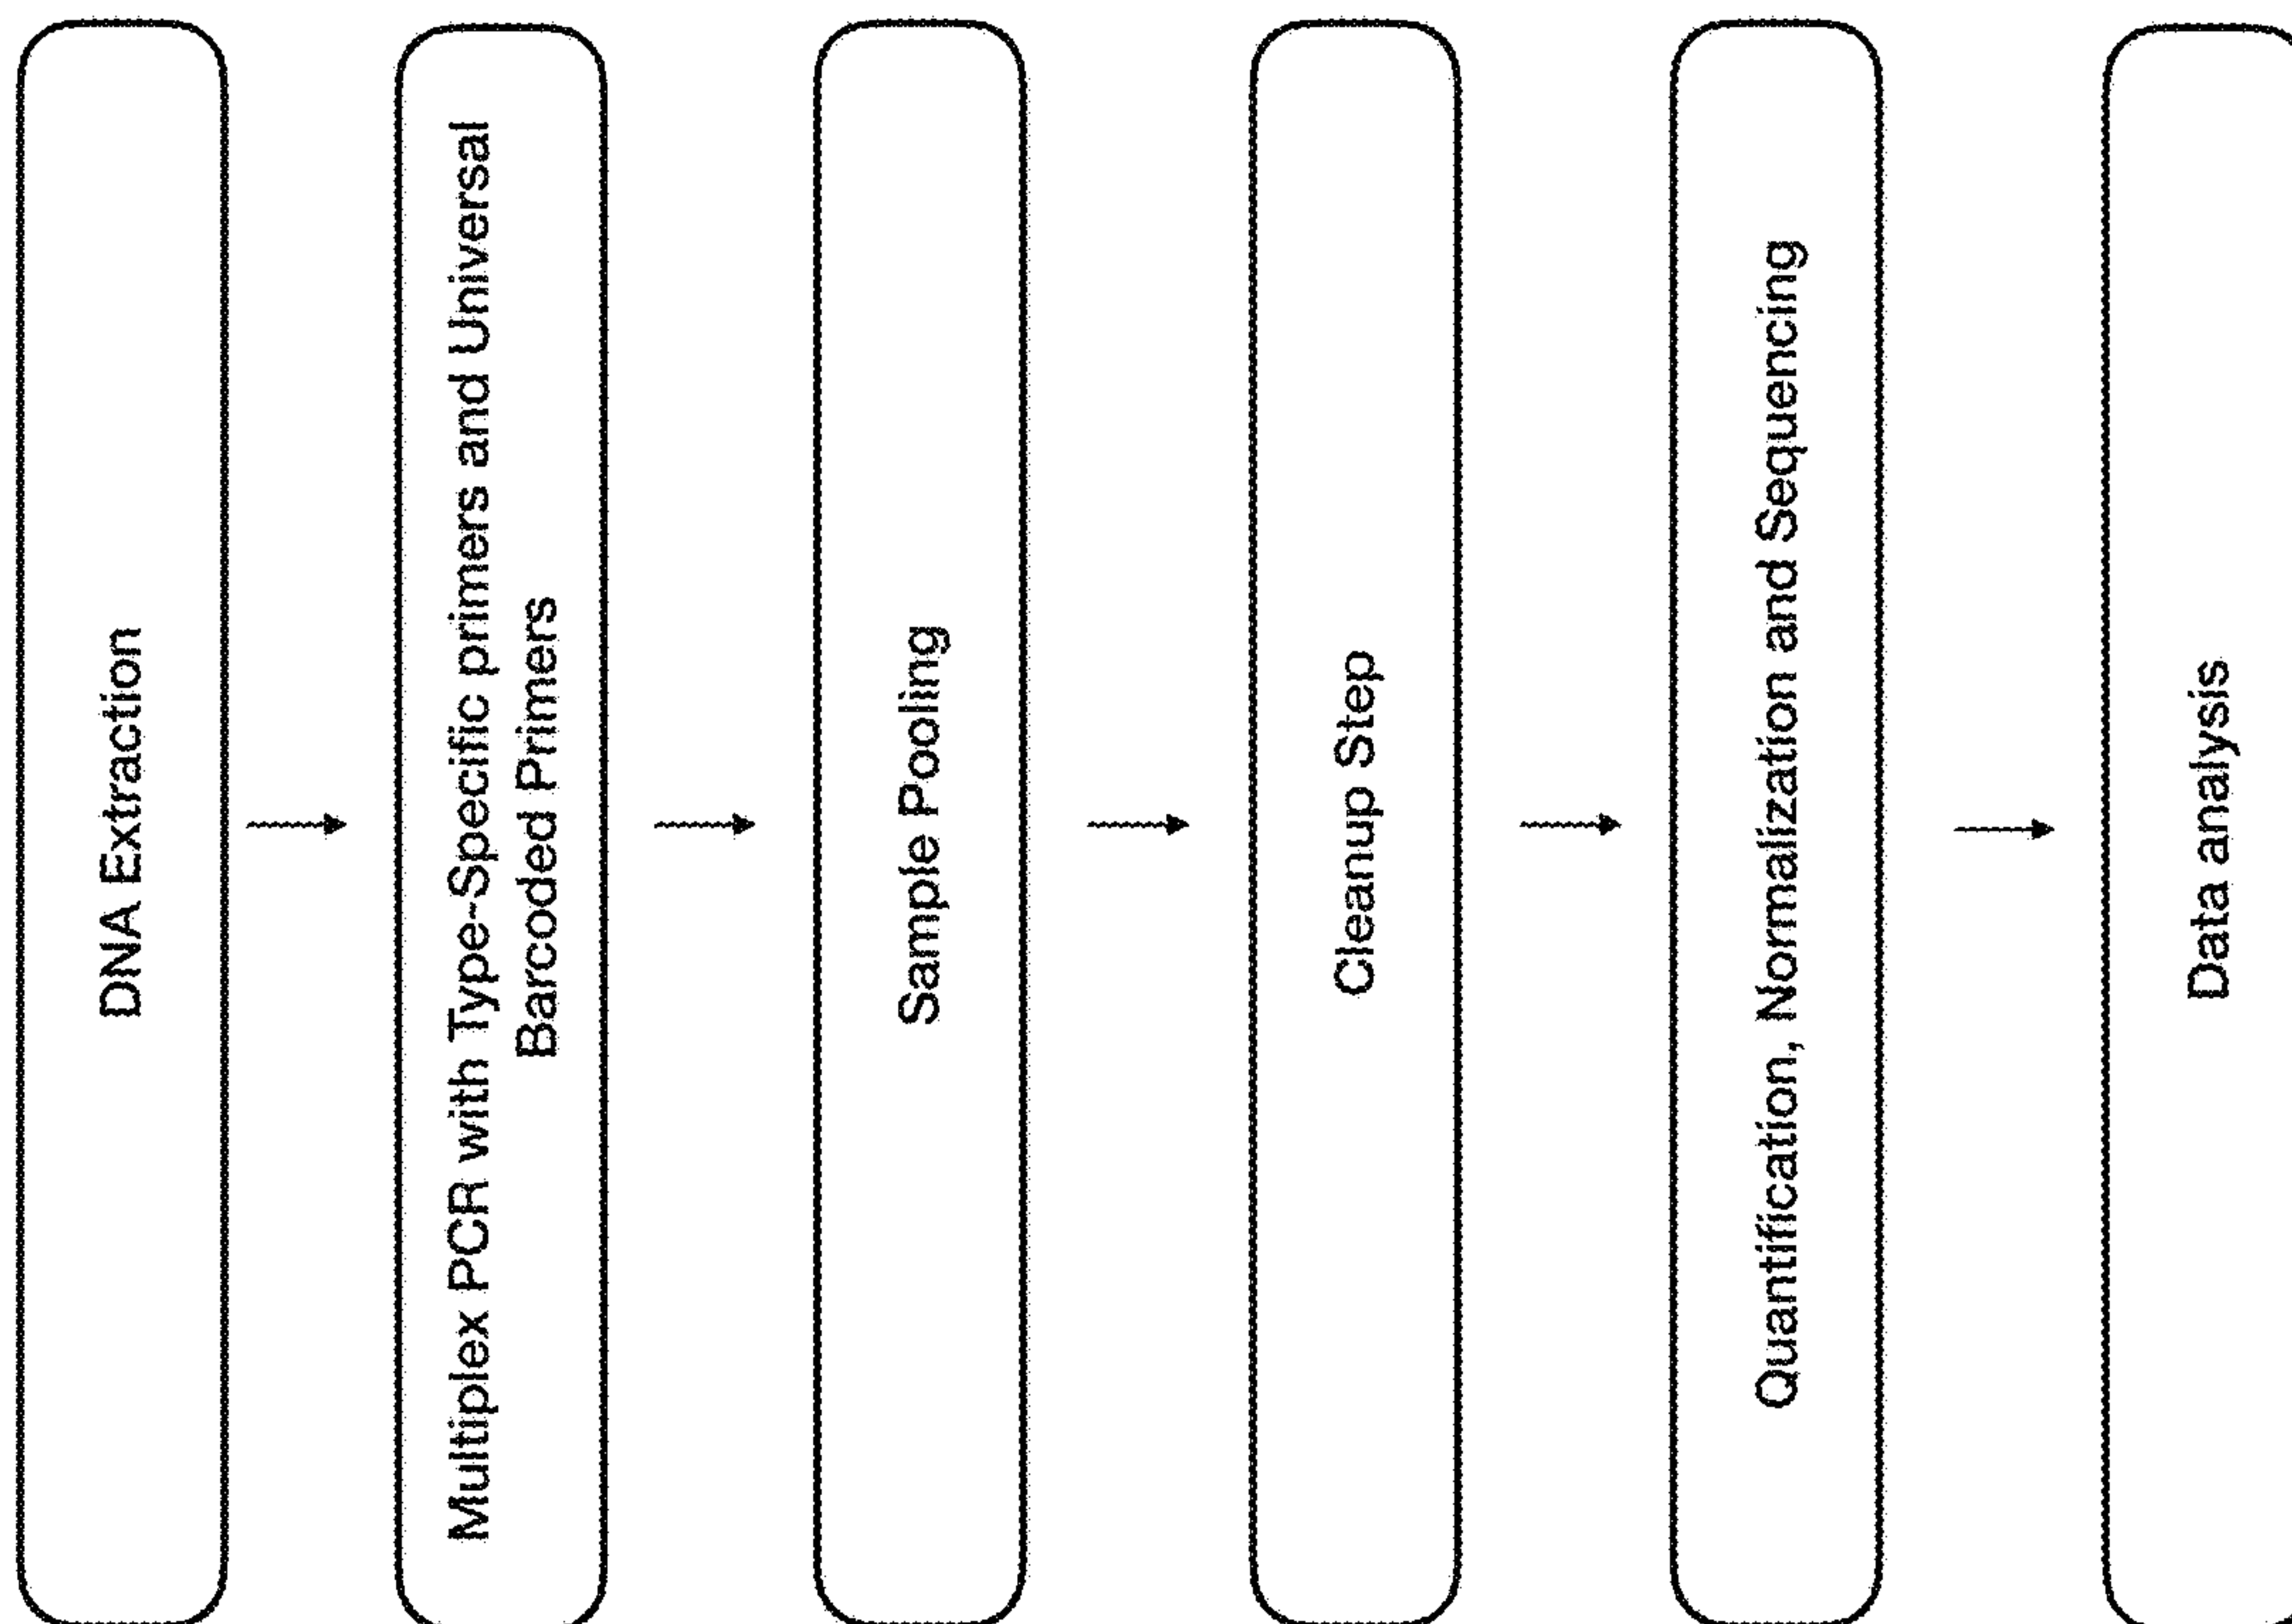 DNA Extraction
Multiplex PCR with Type-Specific primers and Universal
Barcoded Primers
Sample Pooling
Cleanup Step
Quantification, Normalization and Sequencing
Data analysis